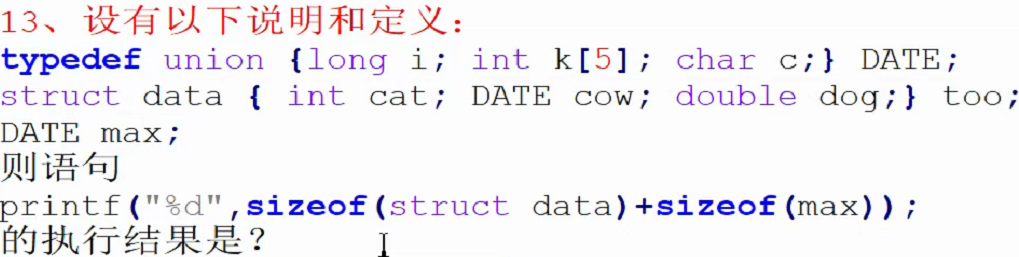 13、设有以下说明和定义：
typedef union {long i; int k[5]; char c;} DATE;
struct data { int cat; DATE cow; double dog;} too;
DATE max;
则语句
printf("%d",sizeof(struct data)+sizeof(max));
的执行结果是？